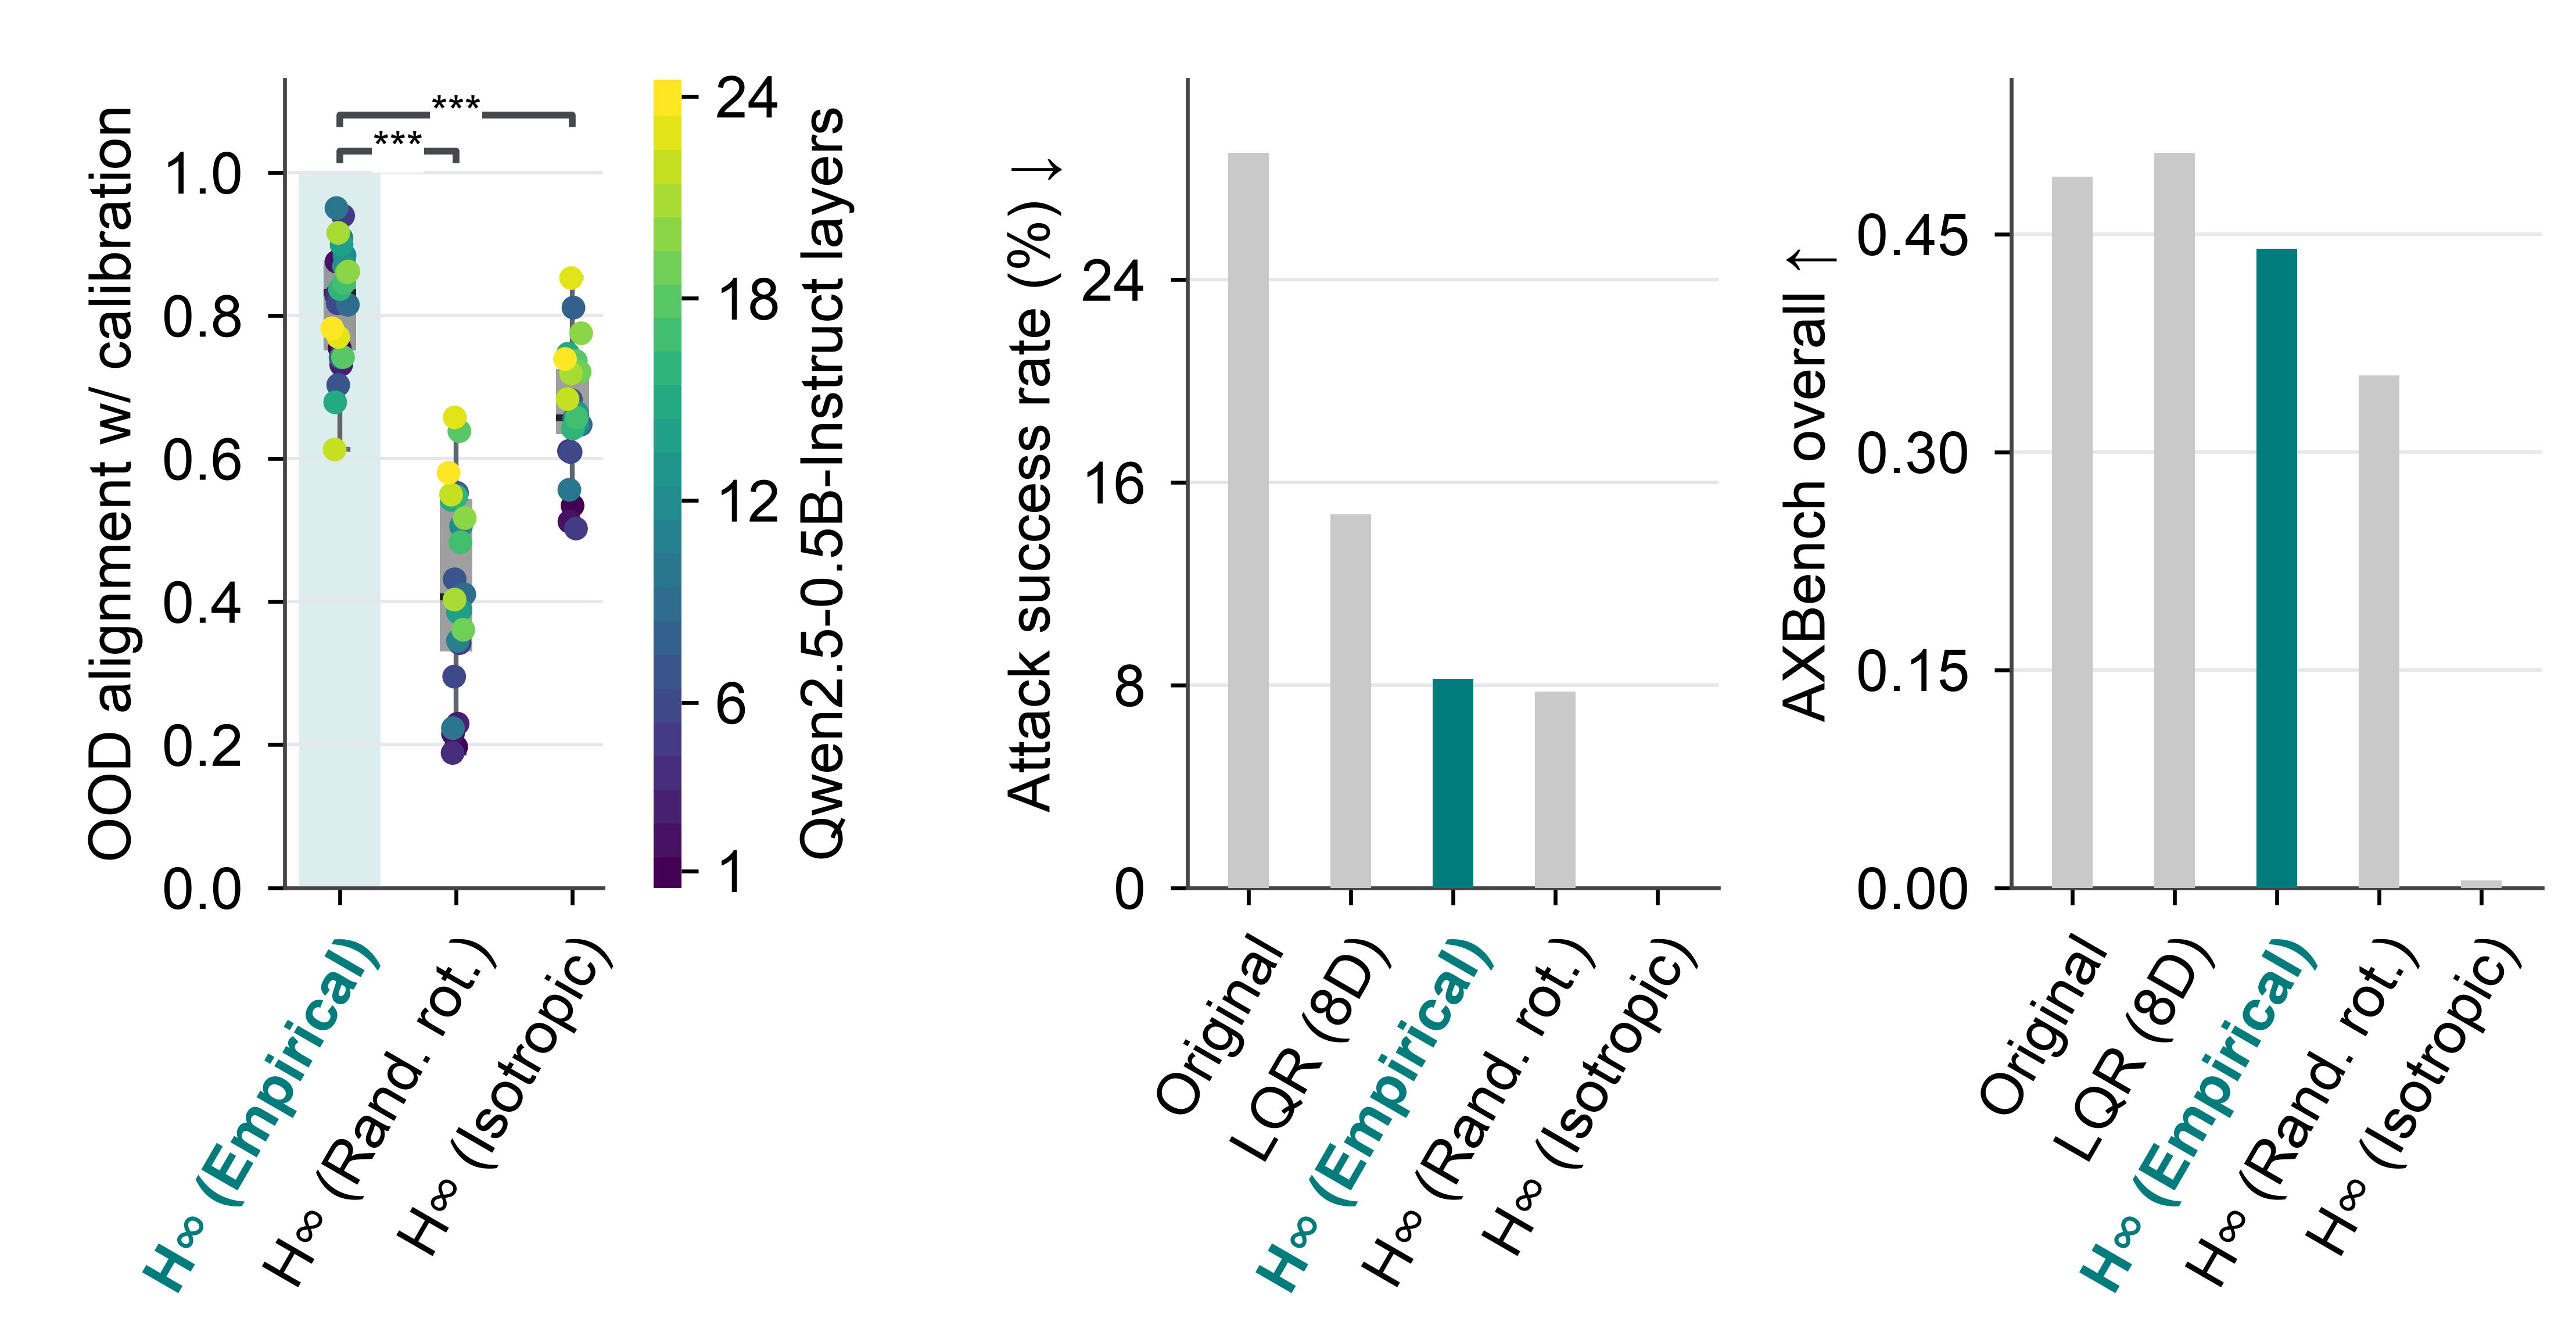 OOD alignment w/ calibration
1.0
0.8
0.6
0.4
0.2
0.0
***
***
H∞ (Empirical)
H∞ (Rand. rot.)
H∞ (Isotropic)
24
18
12
6
1
Qwen2.5-0.5B-Instruct layers
Attack success rate (%) ↓
24
16
8
0
Original
LQR (8D)
H∞ (Empirical)
H∞ (Rand. rot.)
H∞ (Isotropic)
AXBench overall ↑
0.45
0.30
0.15
0.00
Original
LQR (8D)
H∞ (Empirical)
H∞ (Rand. rot.)
H∞ (Isotropic)